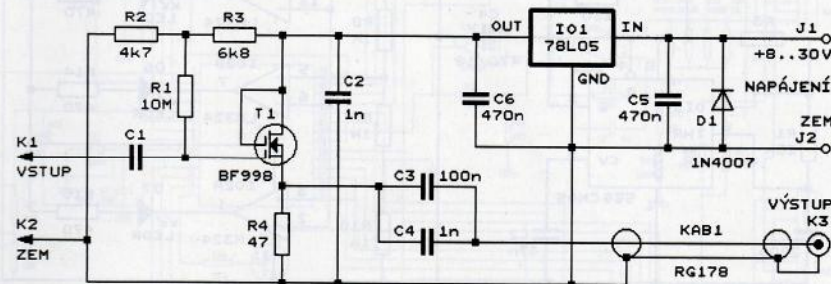 R2
4k7
R3
6k8
R1
10M
C1
K1
VSTUP
K2
ZEM
T1
BF998
R4
47
C2
1n
C3
100n
C4
1n
C6
470n
OUT
IO1
78L05
IN
GND
C5
470n
D1
1N4007
J1
+8..30V
NAPÁJENÍ
ZEM
J2
VÝSTUP
K3
KAB1
RG178